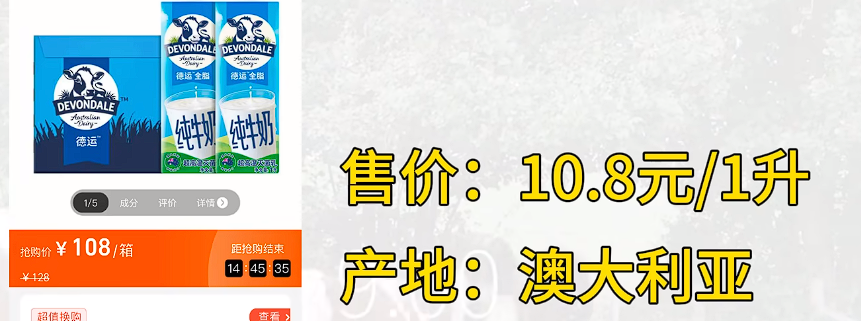 DEVONDALE
Australian
Dairy
德运
DEVONDALE
Australian
Dairy
德运 全脂
纯牛奶
DEVONDALE
Australian
Dairy
德运 全脂
纯牛奶
1/5 成分 评价 详情
抢购价 ¥108/箱
¥128
距抢购结束
14:45:35
超值换购
查看
售价：10.8元/1升
产地：澳大利亚